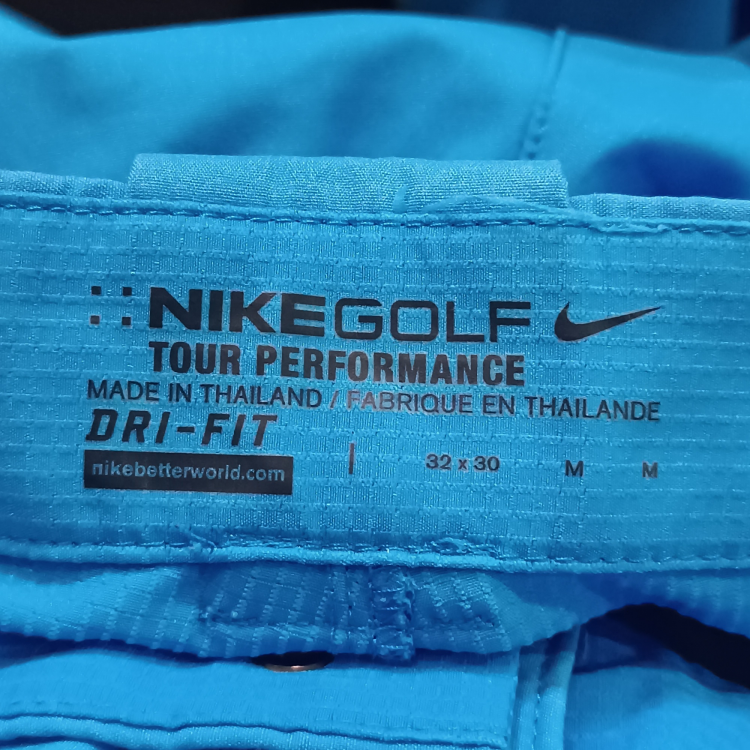 NIKEGOLF
TOUR PERFORMANCE
MADE IN THAILAND / FABRIQUE EN THAILANDE
DRI-FIT
nikebetterworld.com | 32 x 30 M M